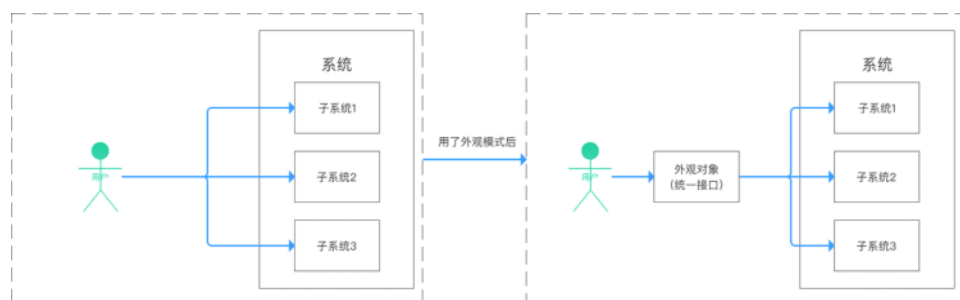 系统
子系统1
用户
子系统2
子系统3
用了外观模式后
系统
子系统1
用户
外观对象
（统一接口）
子系统2
子系统3